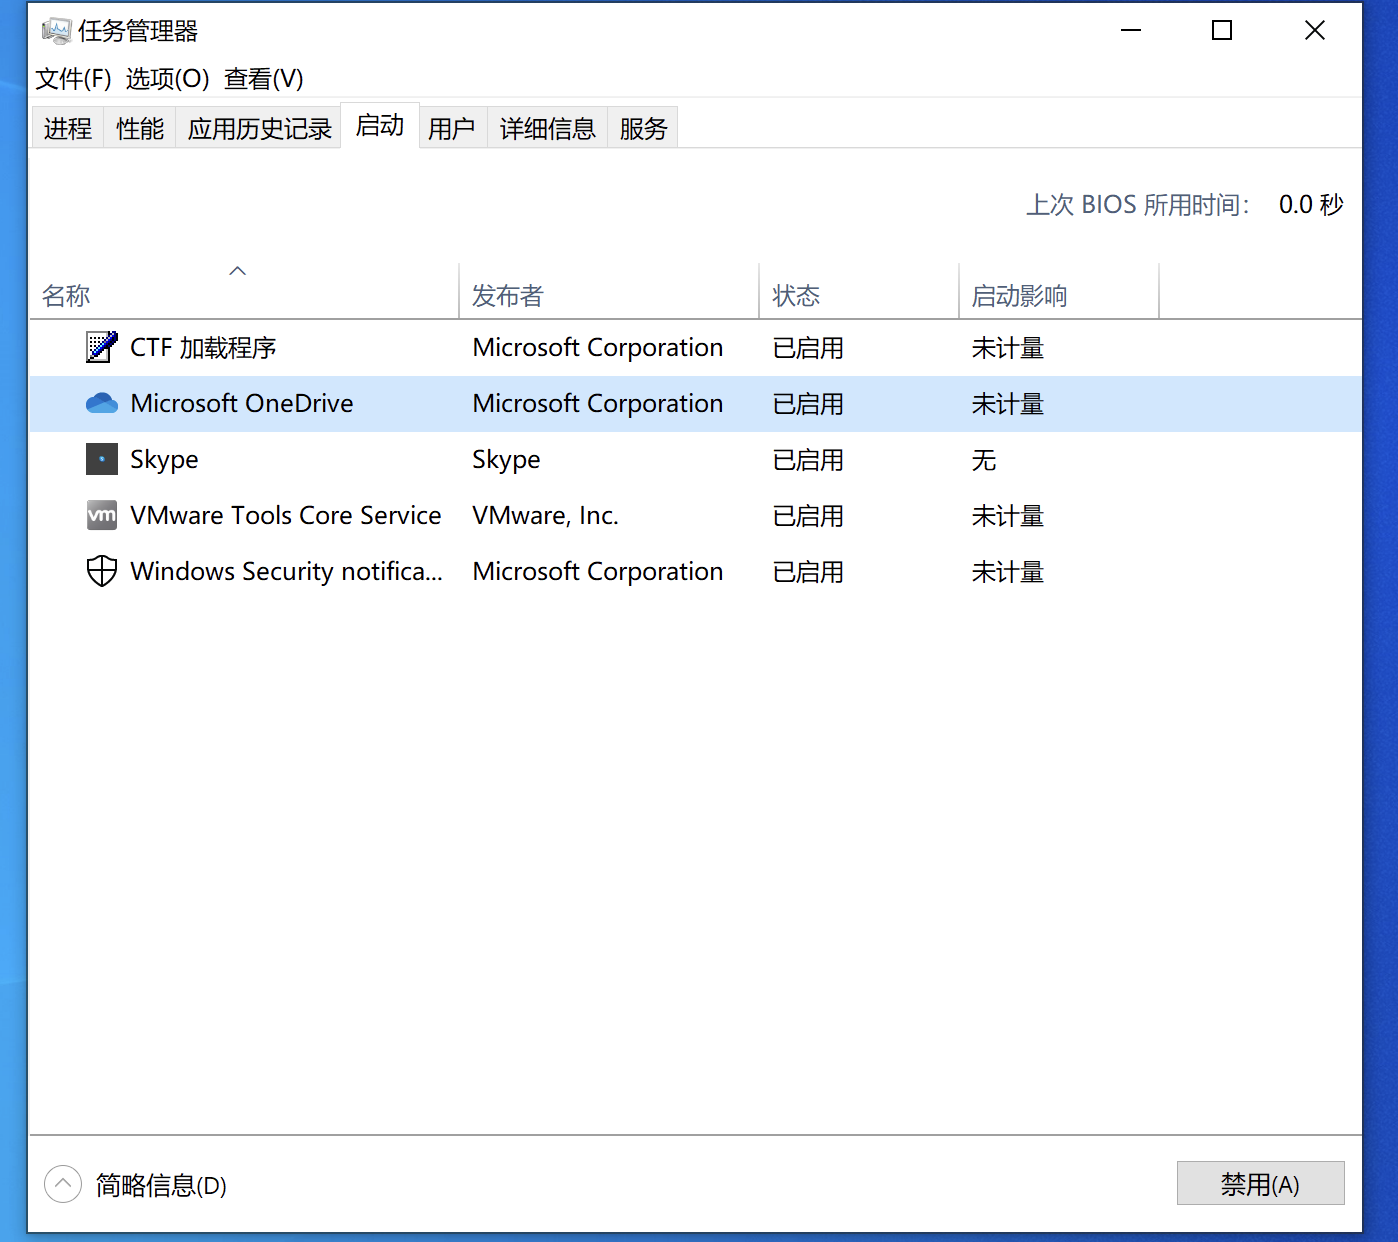 任务管理器
文件(F) 选项(O) 查看(V)
进程 性能 应用历史记录 启动 用户 详细信息 服务
上次 BIOS 所用时间: 0.0 秒
名称 发布者 状态 启动影响
CTF 加载程序 Microsoft Corporation 已启用 未计量
Microsoft OneDrive Microsoft Corporation 已启用 未计量
Skype Skype 已启用 无
vm VMware Tools Core Service VMware, Inc. 已启用 未计量
Windows Security notifica... Microsoft Corporation 已启用 未计量
简略信息(D) 禁用(A)